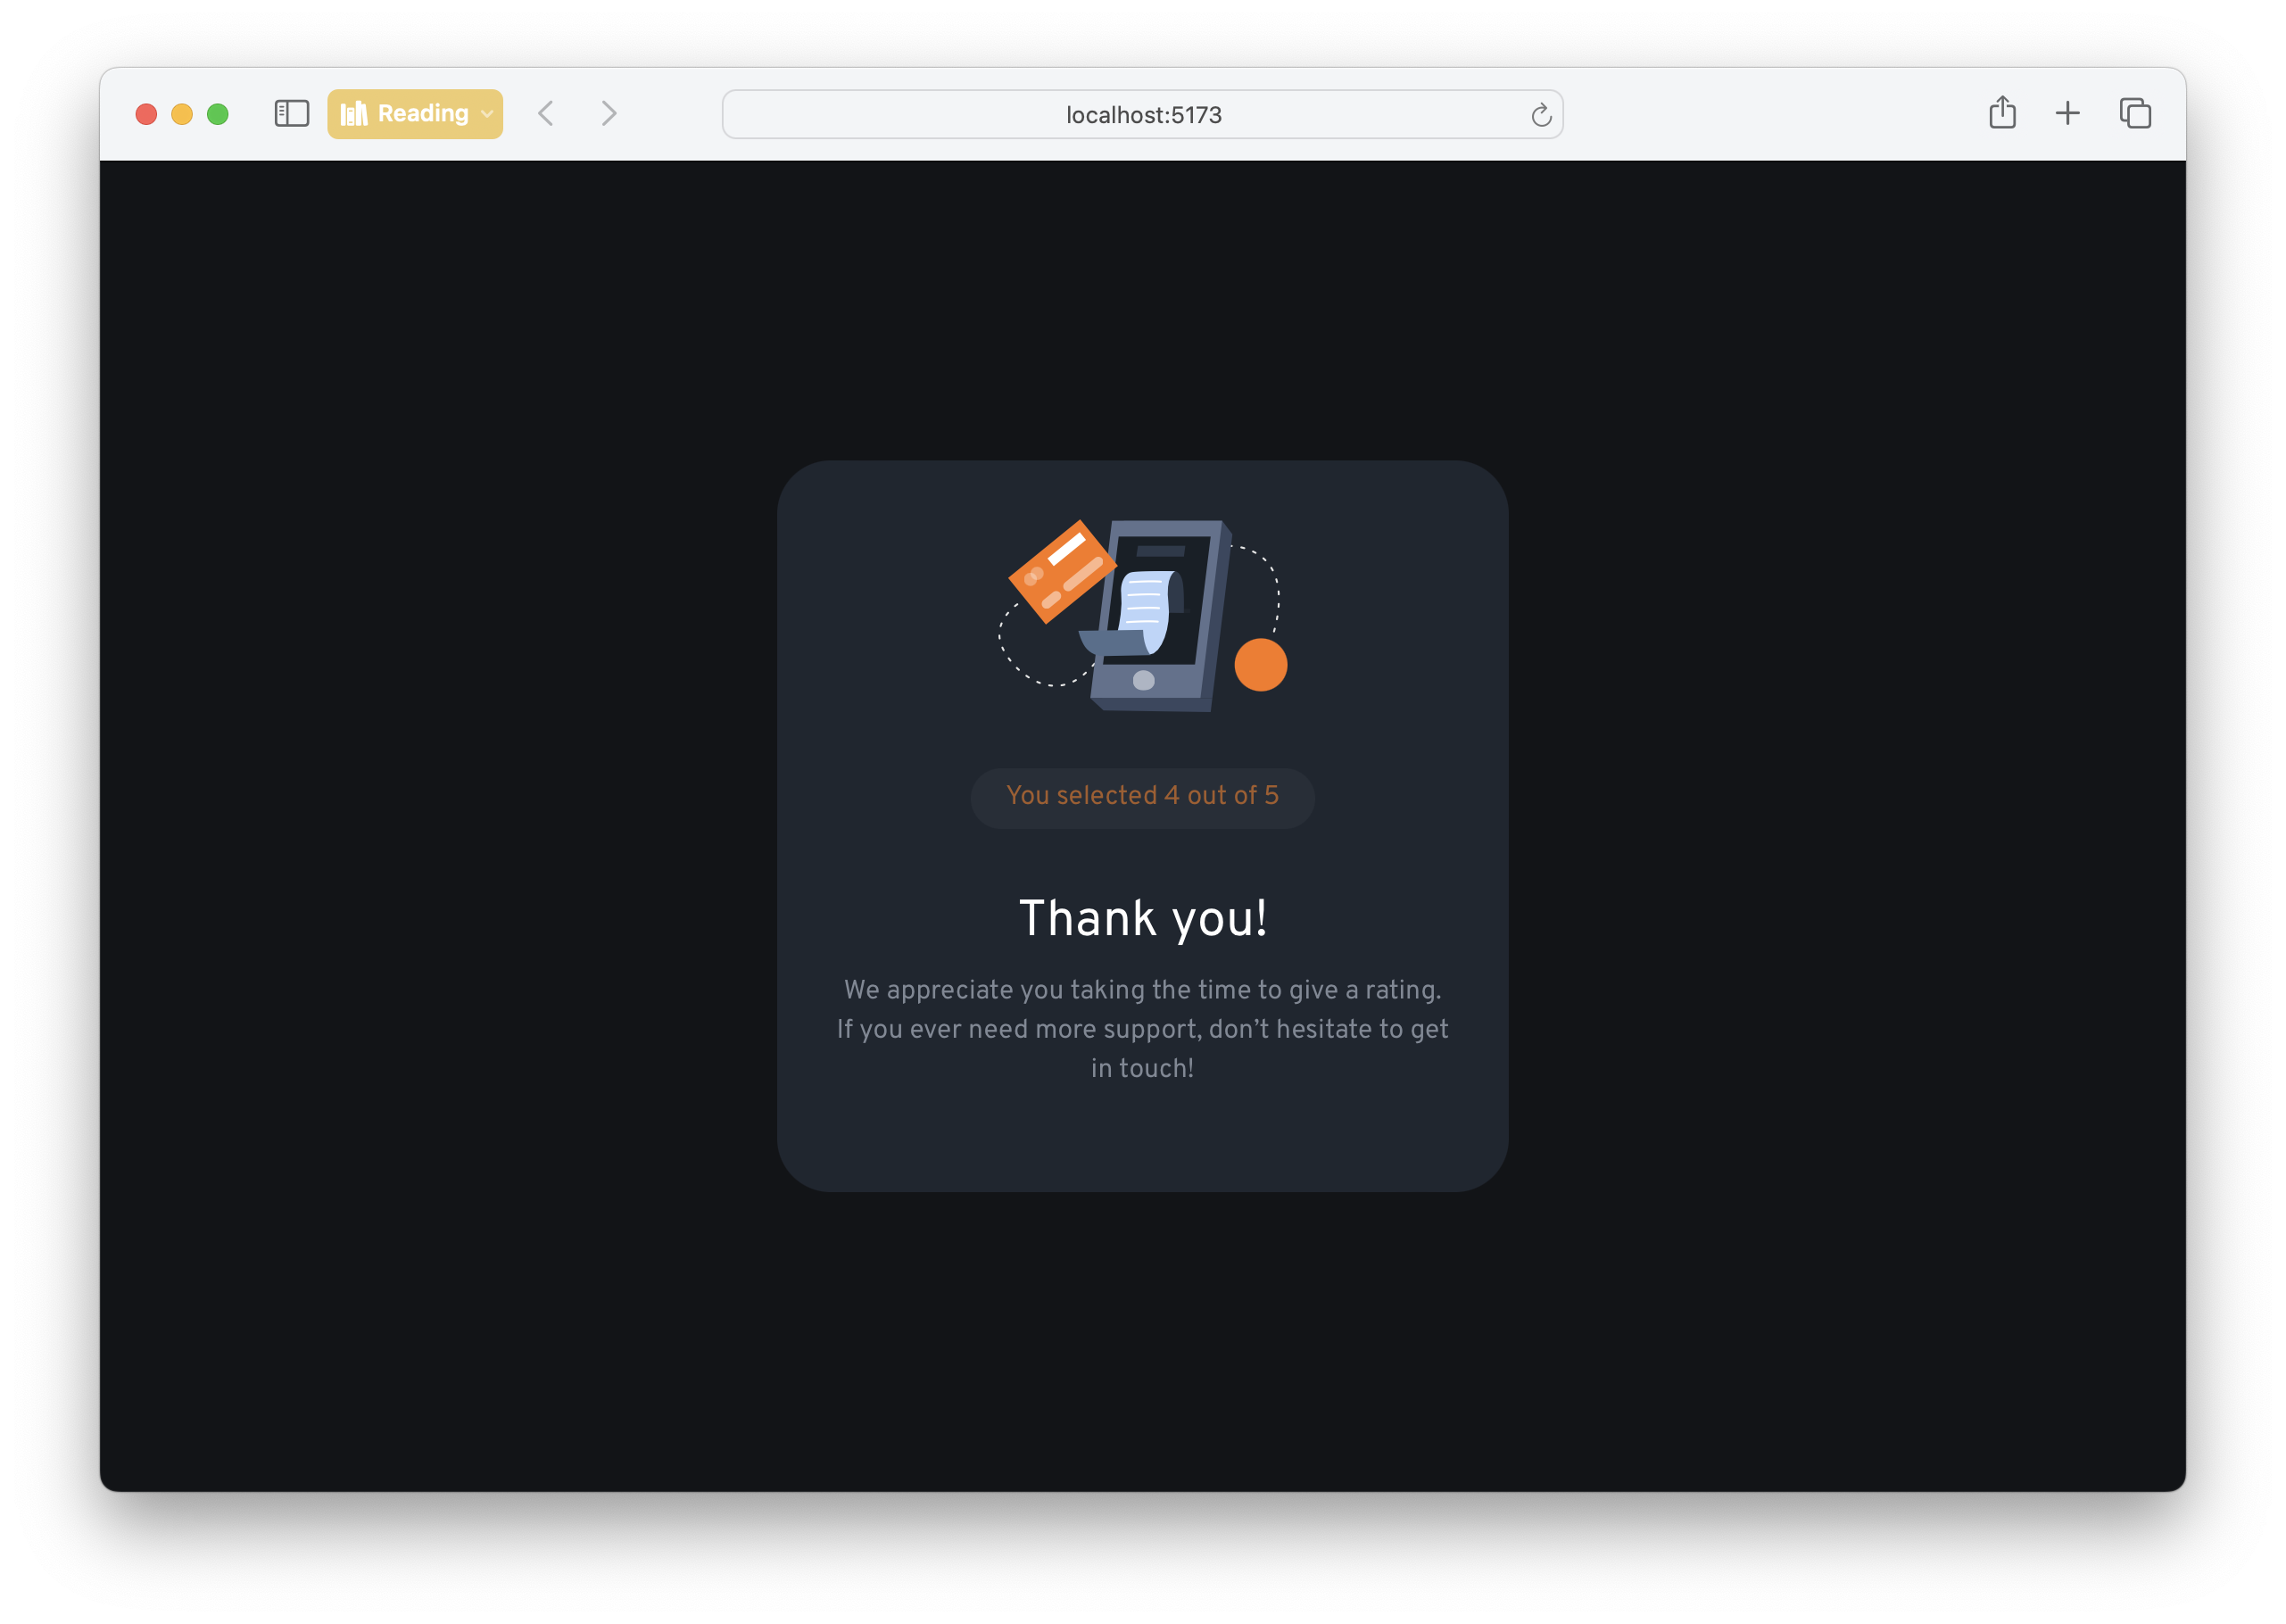 Reading
localhost:5173
You selected 4 out of 5
Thank you!
We appreciate you taking the time to give a rating.
If you ever need more support, don’t hesitate to get
in touch!